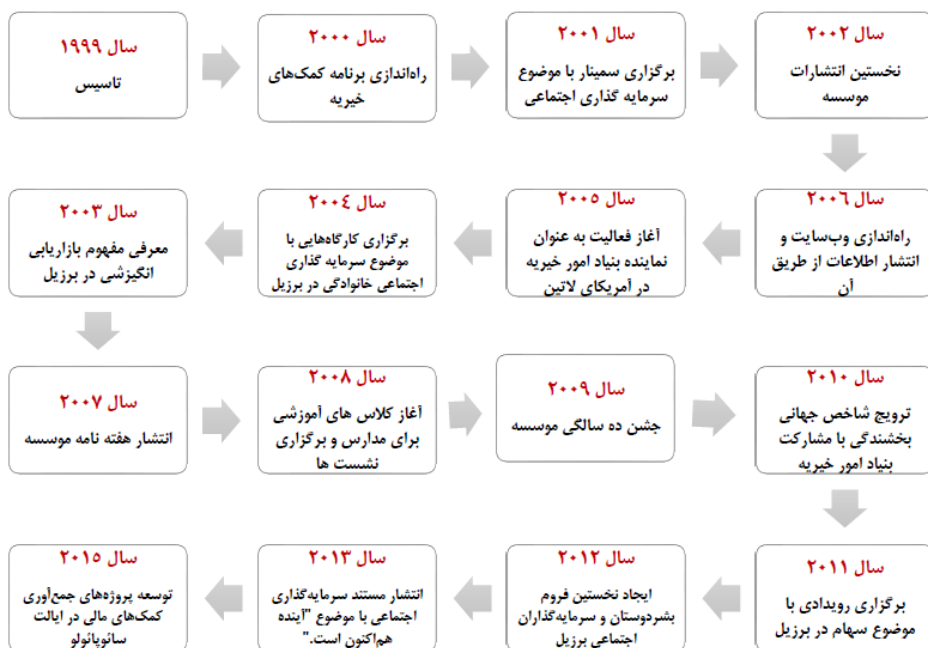 سال ۱۹۹۹
تاسیس
سال ۲۰۰۰
راه‌اندازی برنامه کمک‌های
خیریه
سال ۲۰۰۱
برگزاری سمینار با موضوع
سرمایه گذاری اجتماعی
سال ۲۰۰۲
نخستین انتشارات
موسسه
سال ۲۰۰۶
راه‌اندازی وب‌سایت و
انتشار اطلاعات از طریق
آن
سال ۲۰۰۵
آغاز فعالیت به عنوان
نماینده بنیاد امور خیریه
در آمریکای لاتین
سال ۲۰۰٤
برگزاری کارگاه‌هایی با
موضوع سرمایه گذاری
اجتماعی خانوادگی در برزیل
سال ۲۰۰۳
معرفی مفهوم بازاریابی
انگیزشی در برزیل
سال ۲۰۰۷
انتشار هفته نامه موسسه
سال ۲۰۰۸
آغاز کلاس های آموزشی
برای مدارس و برگزاری
نشست ها
سال ۲۰۰۹
جشن ده سالگی موسسه
سال ۲۰۱۰
ترویج شاخص جهانی
بخشندگی با مشارکت
بنیاد امور خیریه
سال ۲۰۱۱
برگزاری رویدادی با
موضوع سهام در برزیل
سال ۲۰۱۲
ایجاد نخستین فروم
بشردوستان و سرمایه‌گذاران
اجتماعی برزیل
سال ۲۰۱۳
انتشار مستند سرمایه‌گذاری
اجتماعی با موضوع "آینده
هم‌اکنون است."
سال ۲۰۱۵
توسعه پروژه‌های جمع‌آوری
کمک‌های مالی در ایالت
سائوپائولو